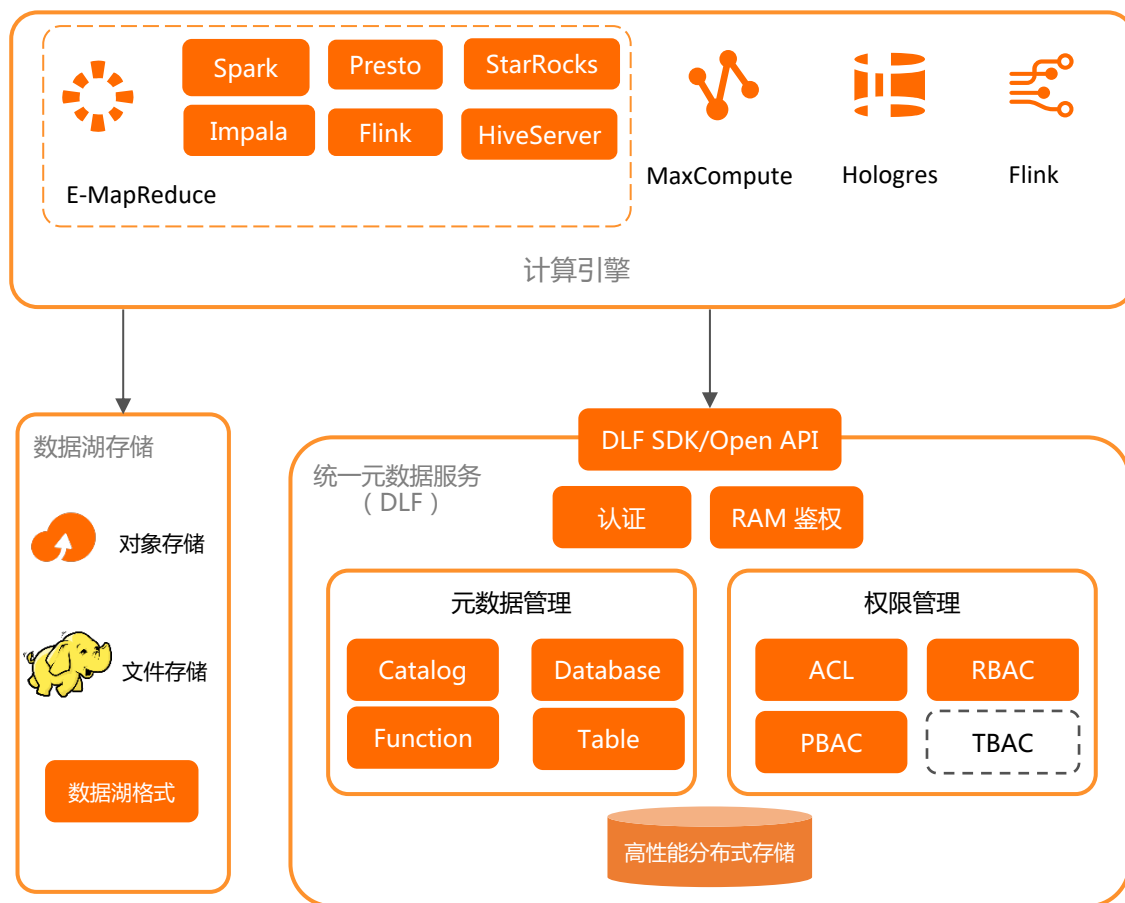 Spark
Presto
StarRocks
Impala
Flink
HiveServer
E-MapReduce
MaxCompute
Hologres
Flink
计算引擎
数据湖存储
对象存储
文件存储
数据湖格式
DLF SDK/Open API
统一元数据服务
（ DLF ）
认证
RAM 鉴权
元数据管理
Catalog
Database
Function
Table
权限管理
ACL
RBAC
PBAC
TBAC
高性能分布式存储